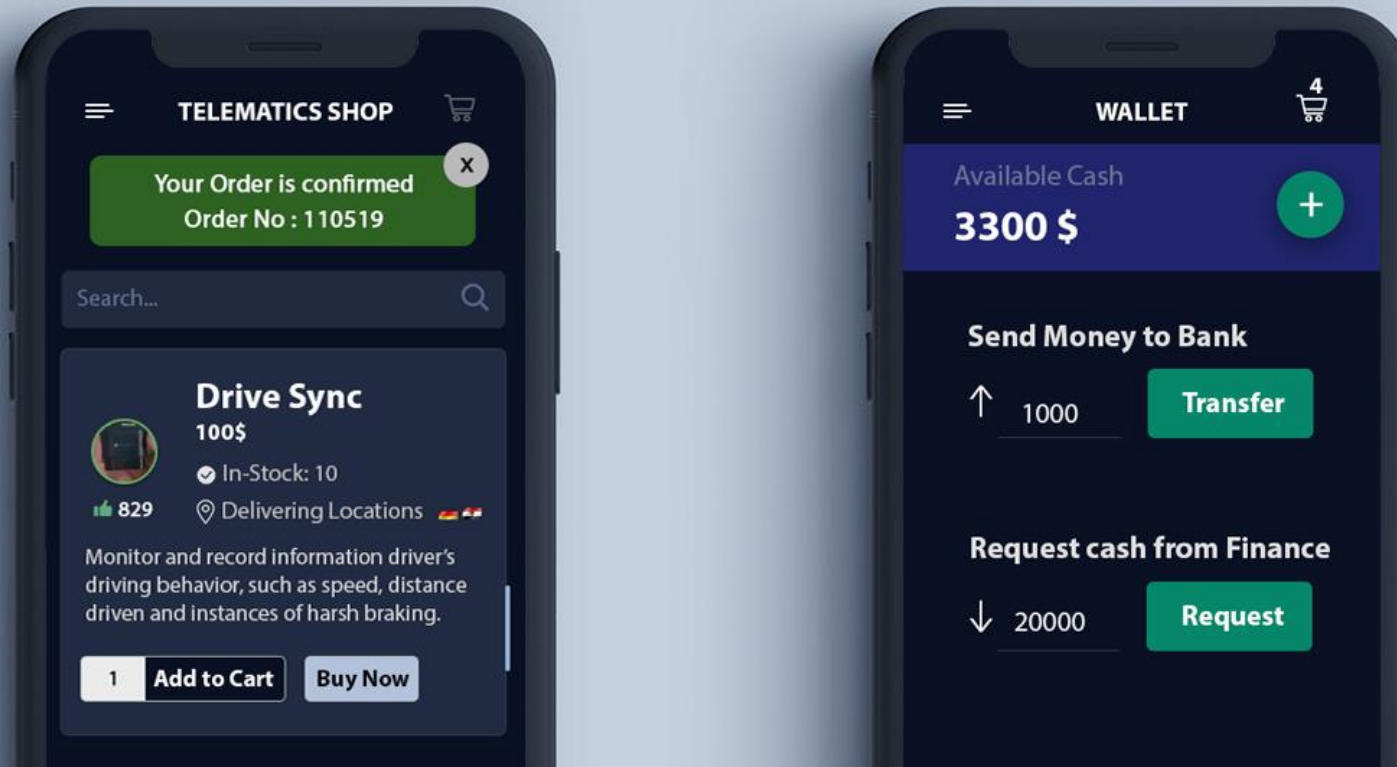 TELEMATICS SHOP
Your Order is confirmed
X
Order No : 110519
Search...
Drive Sync
100$
In-Stock: 10
829
Delivering Locations
Monitor and record information driver's
driving behavior, such as speed, distance
driven and instances of harsh braking.
1 Add to Cart Buy Now
WALLET
4
Available Cash
3300 $
+
Send Money to Bank
1000 Transfer
Request cash from Finance
20000 Request